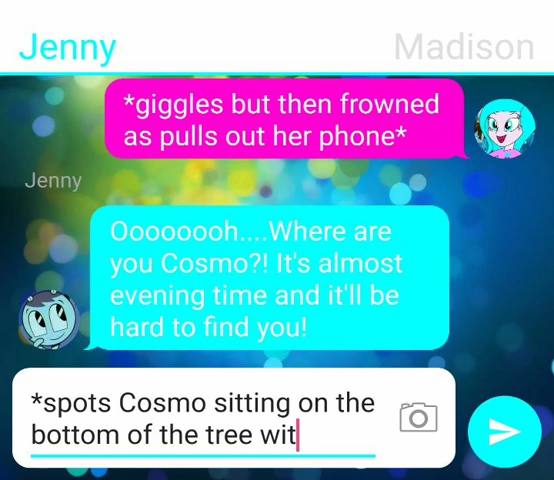 Jenny Madison
*giggles but then frowned
as pulls out her phone*
Jenny
Oooooooh....Where are
you Cosmo?! It's almost
evening time and it'll be
hard to find you!
*spots Cosmo sitting on the
bottom of the tree wit